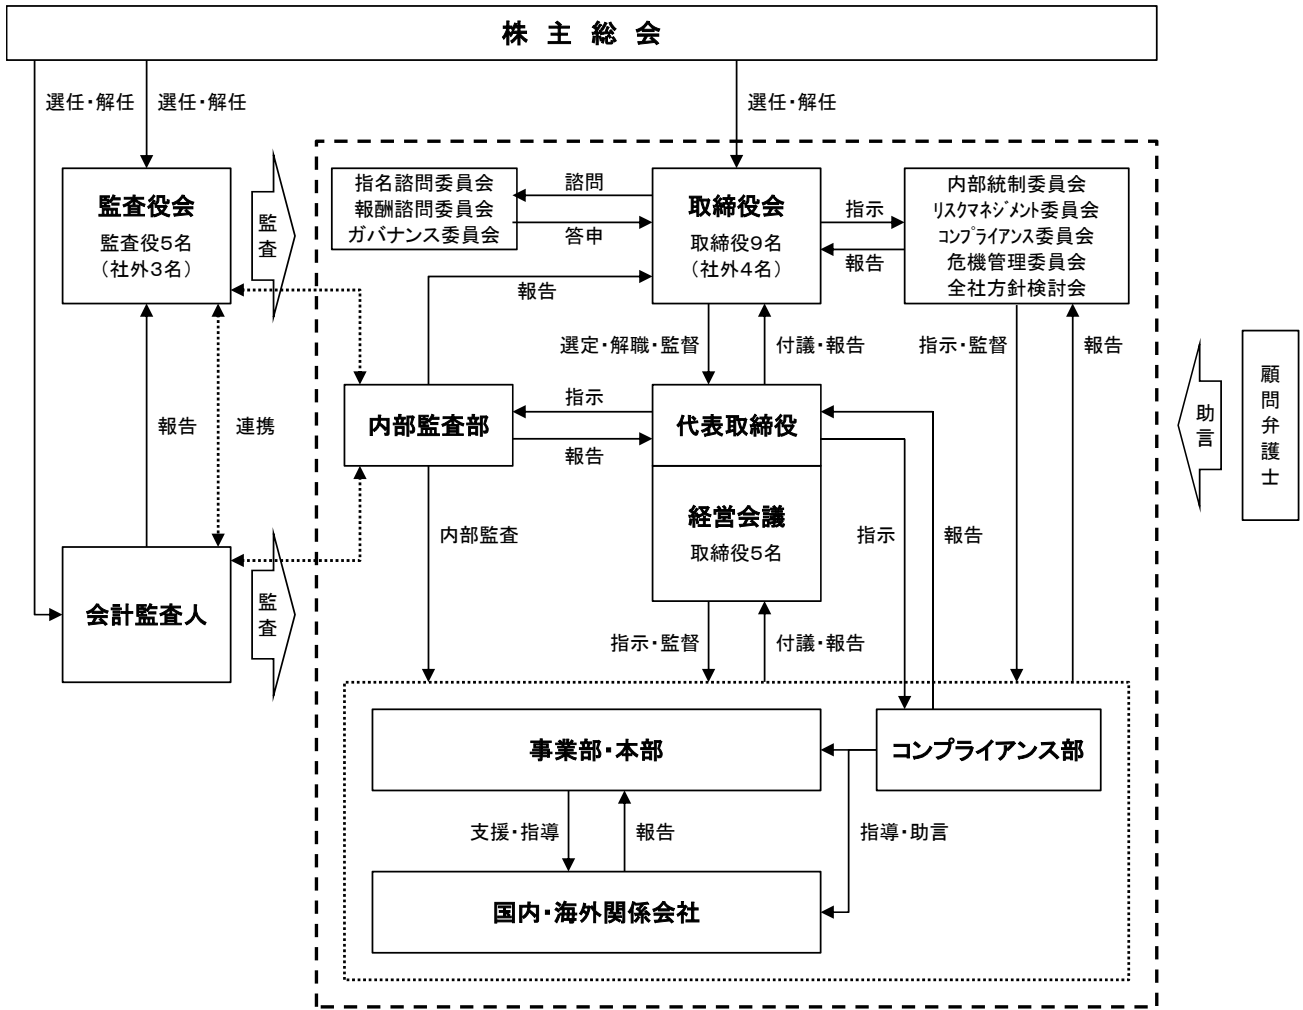 株 主 総 会
選任・解任
選任・解任
選任・解任
監査役会
監査役5名
（社外3名）
監査
指名諮問委員会
報酬諮問委員会
ガバナンス委員会
諮問
答申
取締役会
取締役9名
（社外4名）
指示
報告
内部統制委員会
ﾘｽｸﾏﾈｼﾞﾒﾝﾄ委員会
ｺﾝﾌﾟﾗｲｱﾝｽ委員会
危機管理委員会
全社方針検討会
報告
選定・解職・監督
付議・報告
指示・監督
報告
顧問弁護士
助言
報告
連携
内部監査部
指示
報告
代表取締役
経営会議
取締役5名
内部監査
指示
報告
会計監査人
監査
指示・監督
付議・報告
事業部・本部
コンプライアンス部
支援・指導
報告
指導・助言
国内・海外関係会社